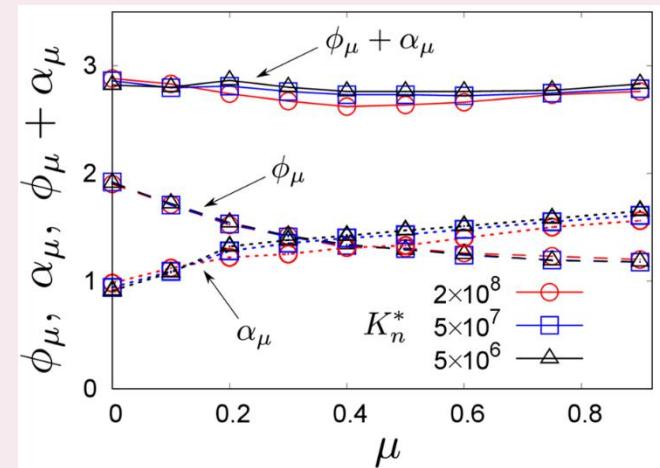 ϕ_μ, α_μ, ϕ_μ + α_μ
3
2
1
0
ϕ_μ + α_μ
ϕ_μ
α_μ
K_n^*
2×10^8
5×10^7
5×10^6
0 0.2 0.4 0.6 0.8
μ